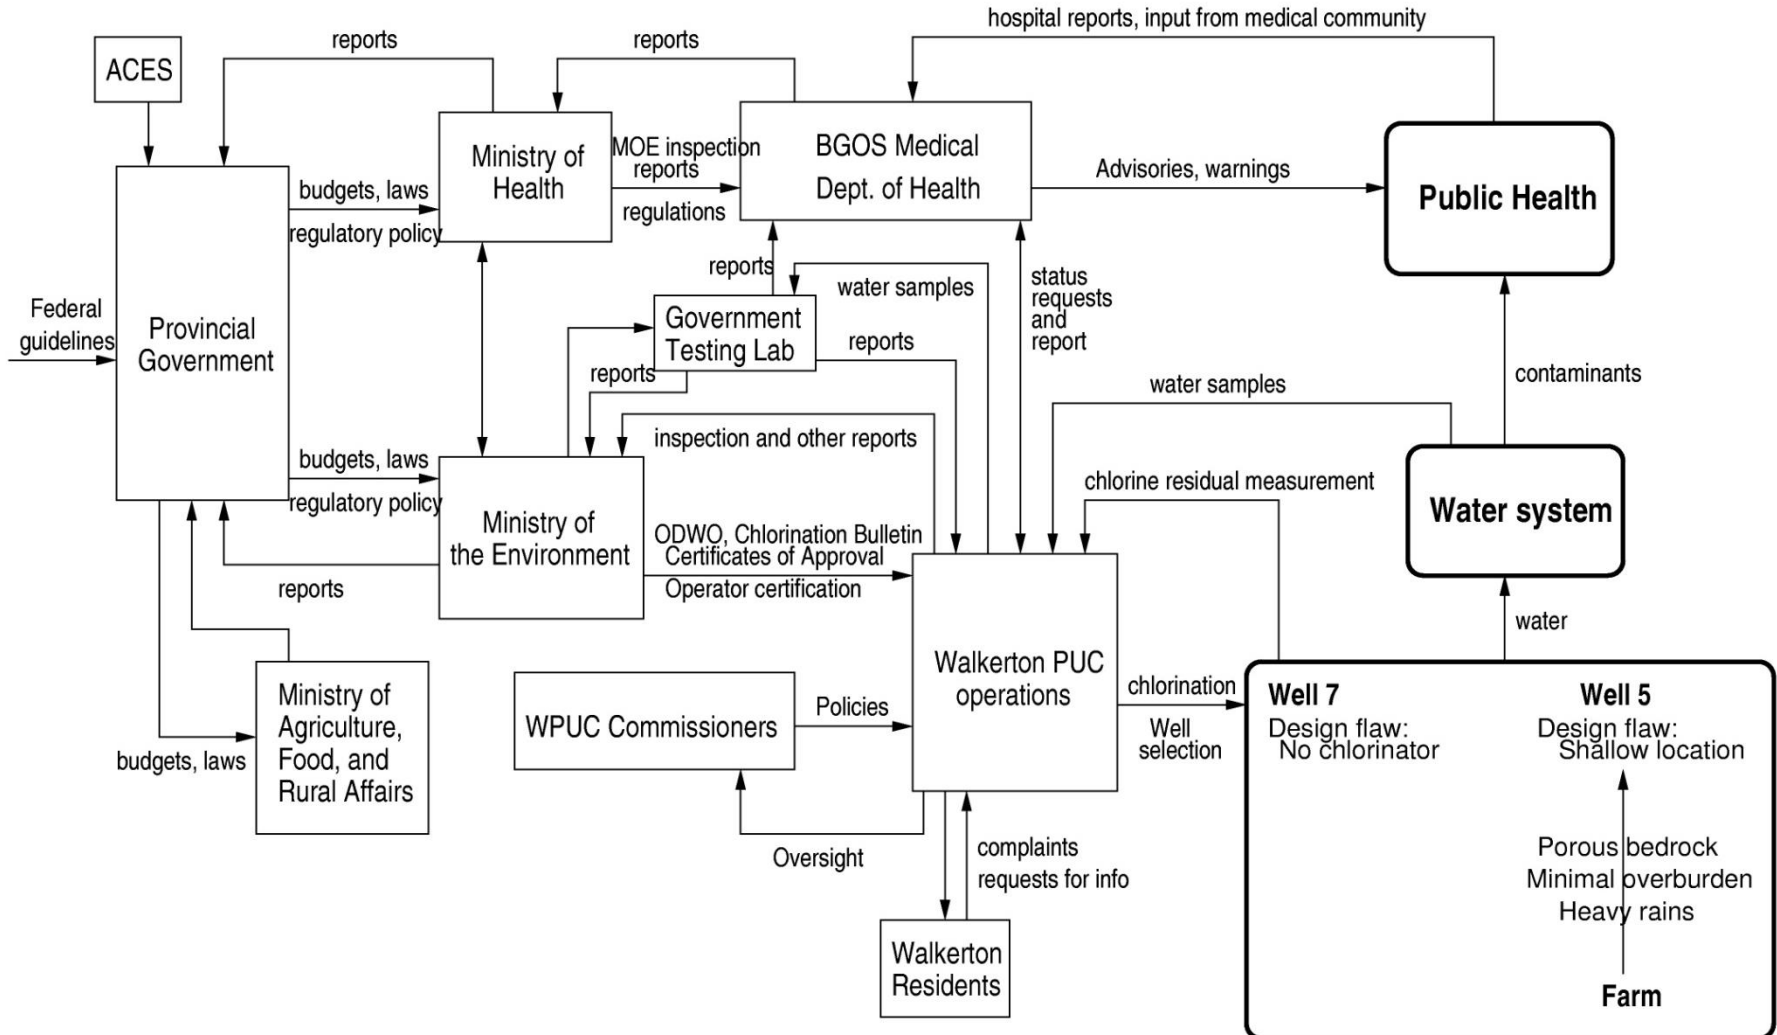 hospital reports, input from medical community
reports
reports
ACES
Ministry of
Health
MOE inspection
reports
regulations
BGOS Medical
Dept. of Health
Advisories, warnings
Public Health
budgets, laws
regulatory policy
Federal
guidelines
Provincial
Government
reports
water samples
status
requests
and
report
Government
Testing Lab
reports
reports
contaminants
water samples
inspection and other reports
budgets, laws
regulatory policy
chlorine residual measurement
Water system
Ministry of
the Environment
ODWO, Chlorination Bulletin
Certificates of Approval
Operator certification
reports
water
Walkerton PUC
operations
chlorination
Well
selection
Well 7
Design flaw:
No chlorinator
Well 5
Design flaw:
Shallow location
Ministry of
Agriculture,
Food, and
Rural Affairs
budgets, laws
WPUC Commissioners
Policies
Oversight
complaints
requests for info
Porous bedrock
Minimal overburden
Heavy rains
Walkerton
Residents
Farm